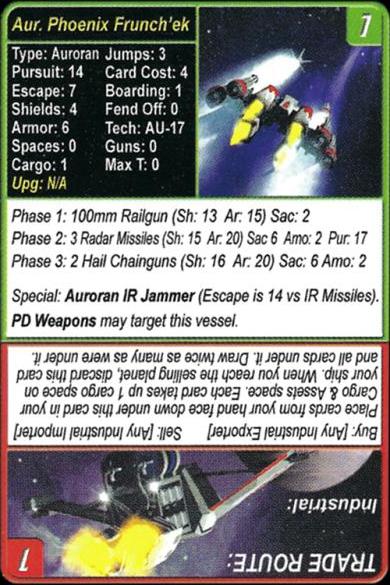 Aur. Phoenix Frunch'ek
1
Type: Auroran Jumps: 3
Pursuit: 14 Card Cost: 4
Escape: 7 Boarding: 1
Shields: 4 Fend Off: 0
Armor: 6 Tech: AU-17
Spaces: 0 Guns: 0
Cargo: 1 Max T: 0
Upg: N/A
Phase 1: 100mm Railgun (Sh: 13 Ar: 15) Sac: 2
Phase 2: 3 Radar Missiles (Sh: 15 Ar: 20) Sac 6 Amo: 2 Pur: 17
Phase 3: 2 Hail Chainguns (Sh: 16 Ar: 20) Sac: 6 Amo: 2
Special: Auroran IR Jammer (Escape is 14 vs IR Missiles).
PD Weapons may target this vessel.
TRADE ROUTE:
1
Industrial:
Buy: [Any Industrial Exporter] Sell: [Any Industrial Importer]
Place cards from your hand face down under this card in your
Cargo & Assets space. Each card takes up 1 cargo space on
your ship. When you reach the selling planet, discard this card
and all cards under it. Draw twice as many as were under it.